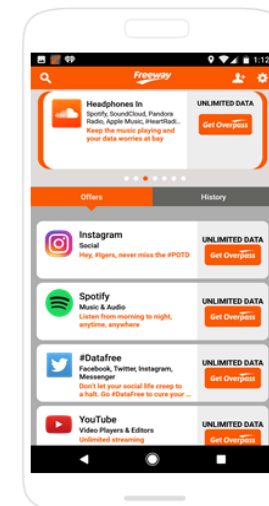 1:12
Freeway
Headphones In
Spotify, SoundCloud, Pandora
Radio, Apple Music, iHeartRadi...
Keep the music playing and
your data worries at bay
UNLIMITED DATA
Get Overpass
Offers
History
Instagram
Social
Hey, #Igers, never miss the #POTD
UNLIMITED DATA
Get Overpass
Spotify
Music & Audio
Listen from morning to night,
anytime, anywhere
UNLIMITED DATA
Get Overpass
#Datafree
Facebook, Twitter, Instagram,
Messenger
Don't let your social life creep to
a halt. Go #DataFree to cure your ...
UNLIMITED DATA
Get Overpass
YouTube
Video Players & Editors
Unlimited streaming
UNLIMITED DATA
Get Overpass